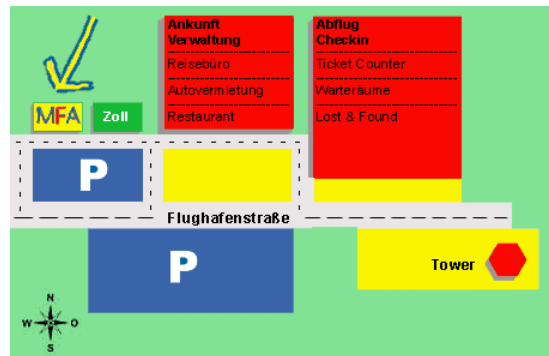 Ankunft
Verwaltung
Reisebüro
Autovermietung
Restaurant
Abflug
Checkin
Ticket Counter
Warteräume
Lost & Found
MFA
Zoll
P
Flughafenstraße
P
Tower
N
W
O
S